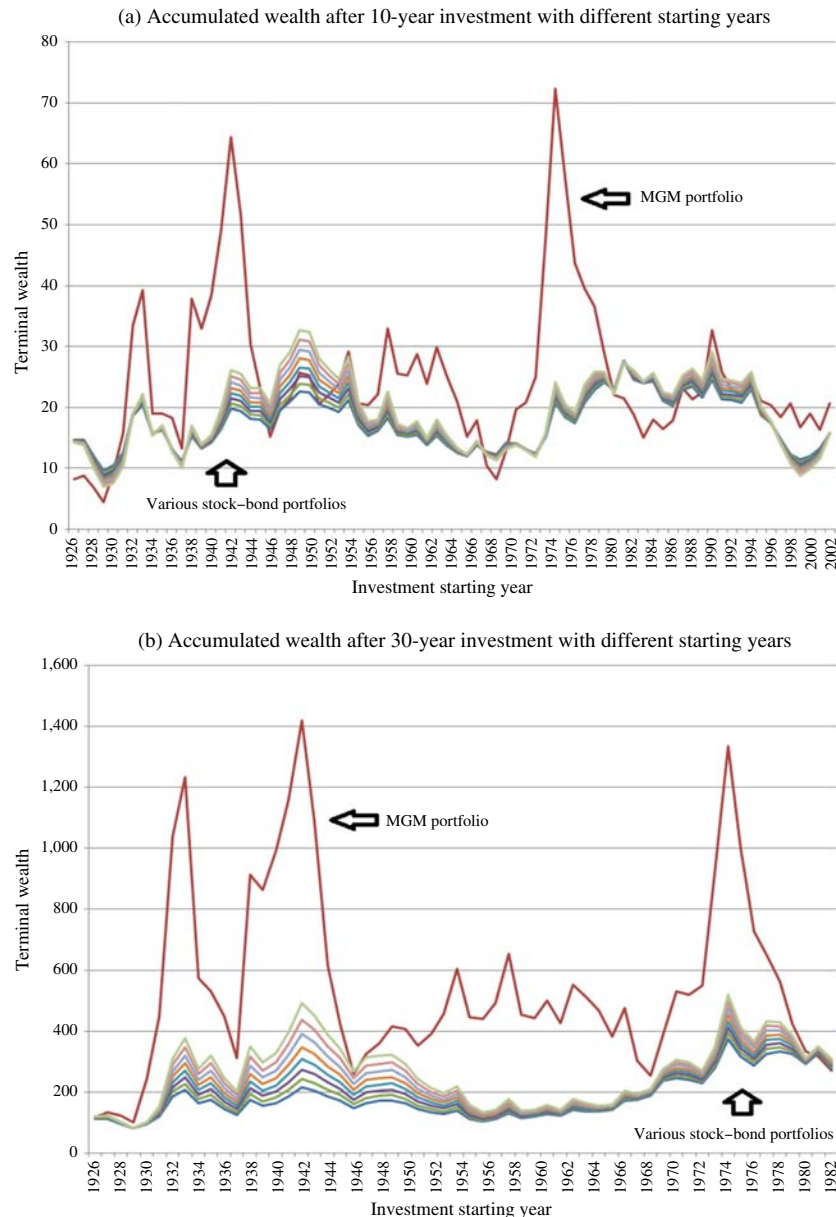 (a) Accumulated wealth after 10-year investment with different starting years
80
70
60
50
40
30
20
10
0
Terminal wealth
MGM portfolio
Various stock–bond portfolios
1926 1928 1930 1932 1934 1936 1938 1940 1942 1944 1946 1948 1950 1952 1954 1956 1958 1960 1962 1964 1966 1968 1970 1972 1974 1976 1978 1980 1982 1984 1986 1988 1990 1992 1994 1996 1998 2000 2002
Investment starting year
(b) Accumulated wealth after 30-year investment with different starting years
1,600
1,400
1,200
1,000
800
600
400
200
0
Terminal wealth
MGM portfolio
Various stock–bond portfolios
1926 1928 1930 1932 1934 1936 1938 1940 1942 1944 1946 1948 1950 1952 1954 1956 1958 1960 1962 1964 1966 1968 1970 1972 1974 1976 1978 1980 1982
Investment starting year